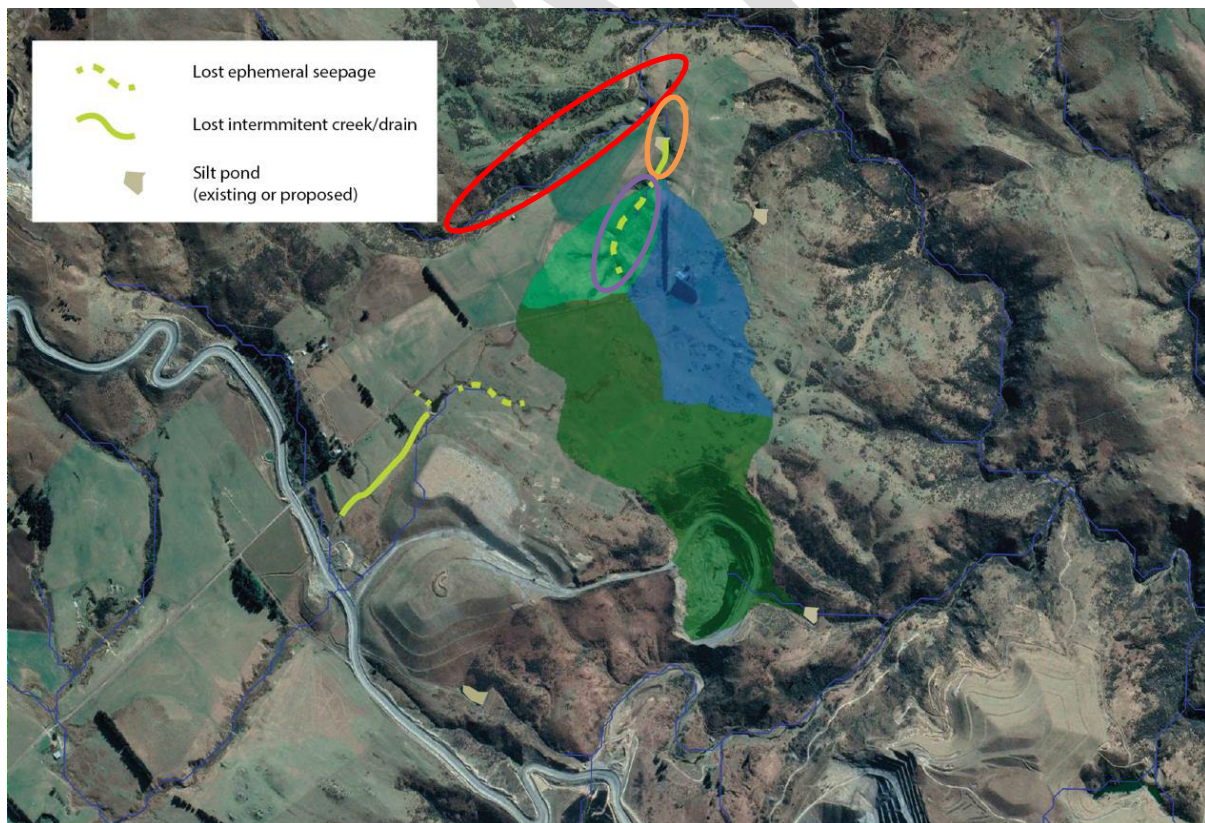 Lost ephemeral seepage
Lost intermmitent creek/drain
Silt pond
(existing or proposed)